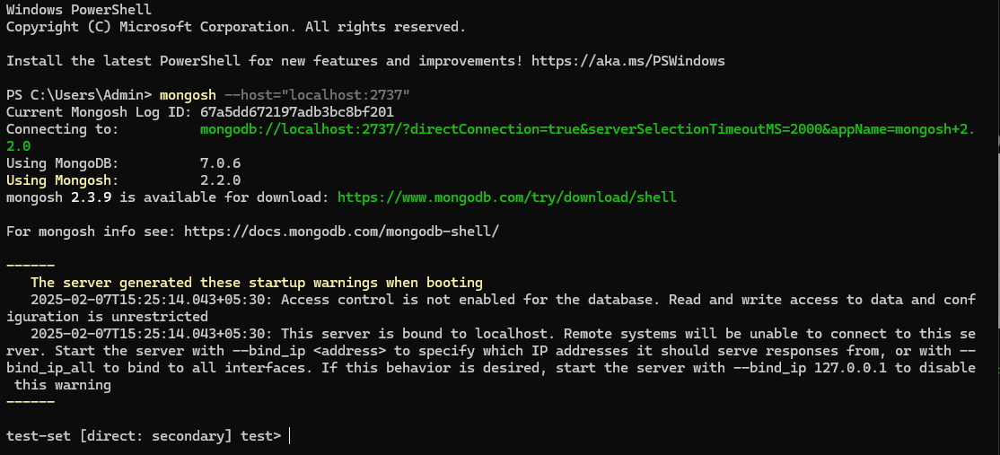 Windows PowerShell
Copyright (C) Microsoft Corporation. All rights reserved.
Install the latest PowerShell for new features and improvements! https://aka.ms/PSWindows
PS C:\Users\Admin> mongosh --host="localhost:2737"
Current Mongosh Log ID: 67a5dd672197adb3bc8bf201
Connecting to: mongodb://localhost:2737/?directConnection=true&serverSelectionTimeoutMS=2000&appName=mongosh+2.
2.0
Using MongoDB: 7.0.6
Using Mongosh: 2.2.0
mongosh 2.3.9 is available for download: https://www.mongodb.com/try/download/shell
For mongosh info see: https://docs.mongodb.com/mongodb-shell/
------
The server generated these startup warnings when booting
2025-02-07T15:25:14.043+05:30: Access control is not enabled for the database. Read and write access to data and conf
iguration is unrestricted
2025-02-07T15:25:14.043+05:30: This server is bound to localhost. Remote systems will be unable to connect to this se
rver. Start the server with --bind_ip <address> to specify which IP addresses it should serve responses from, or with --
bind_ip_all to bind to all interfaces. If this behavior is desired, start the server with --bind_ip 127.0.0.1 to disable
this warning
------
test-set [direct: secondary] test>